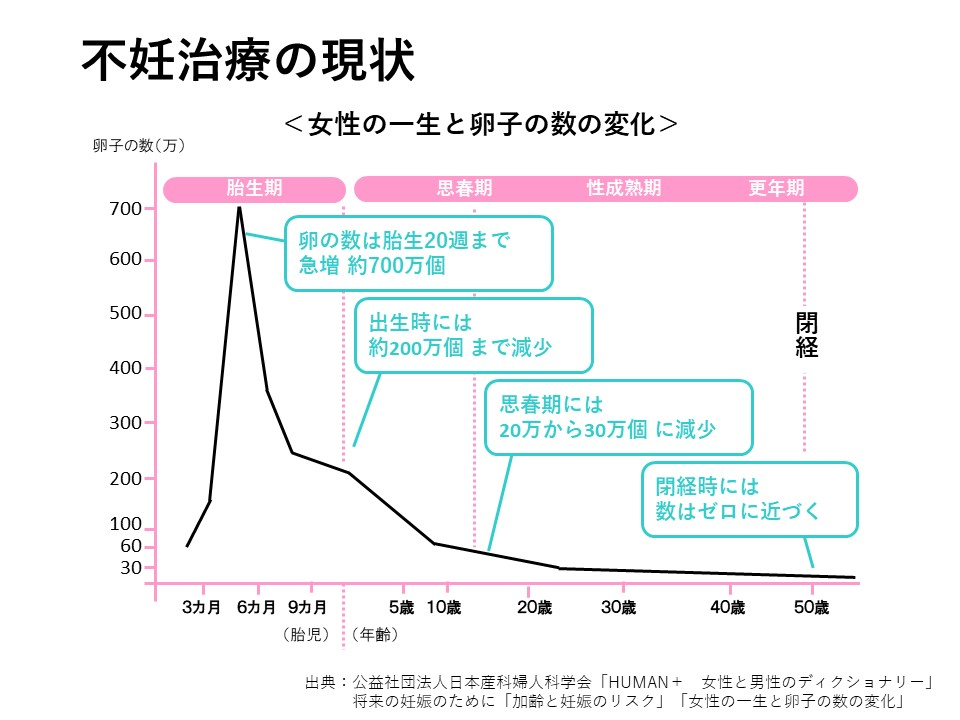 不妊治療の現状
＜女性の一生と卵子の数の変化＞
卵子の数(万)
胎生期 思春期 性成熟期 更年期
700
600
500
400
300
200
100
60
30
卵の数は胎生20週まで
急増 約700万個
出生時には
約200万個 まで減少
思春期には
20万から30万個 に減少
閉経時には
数はゼロに近づく
閉経
3カ月 6カ月 9カ月 5歳 10歳 20歳 30歳 40歳 50歳
（胎児） （年齢）
出典：公益社団法人日本産科婦人科学会「HUMAN＋　女性と男性のディクショナリー」
将来の妊娠のために「加齢と妊娠のリスク」「女性の一生と卵子の数の変化」